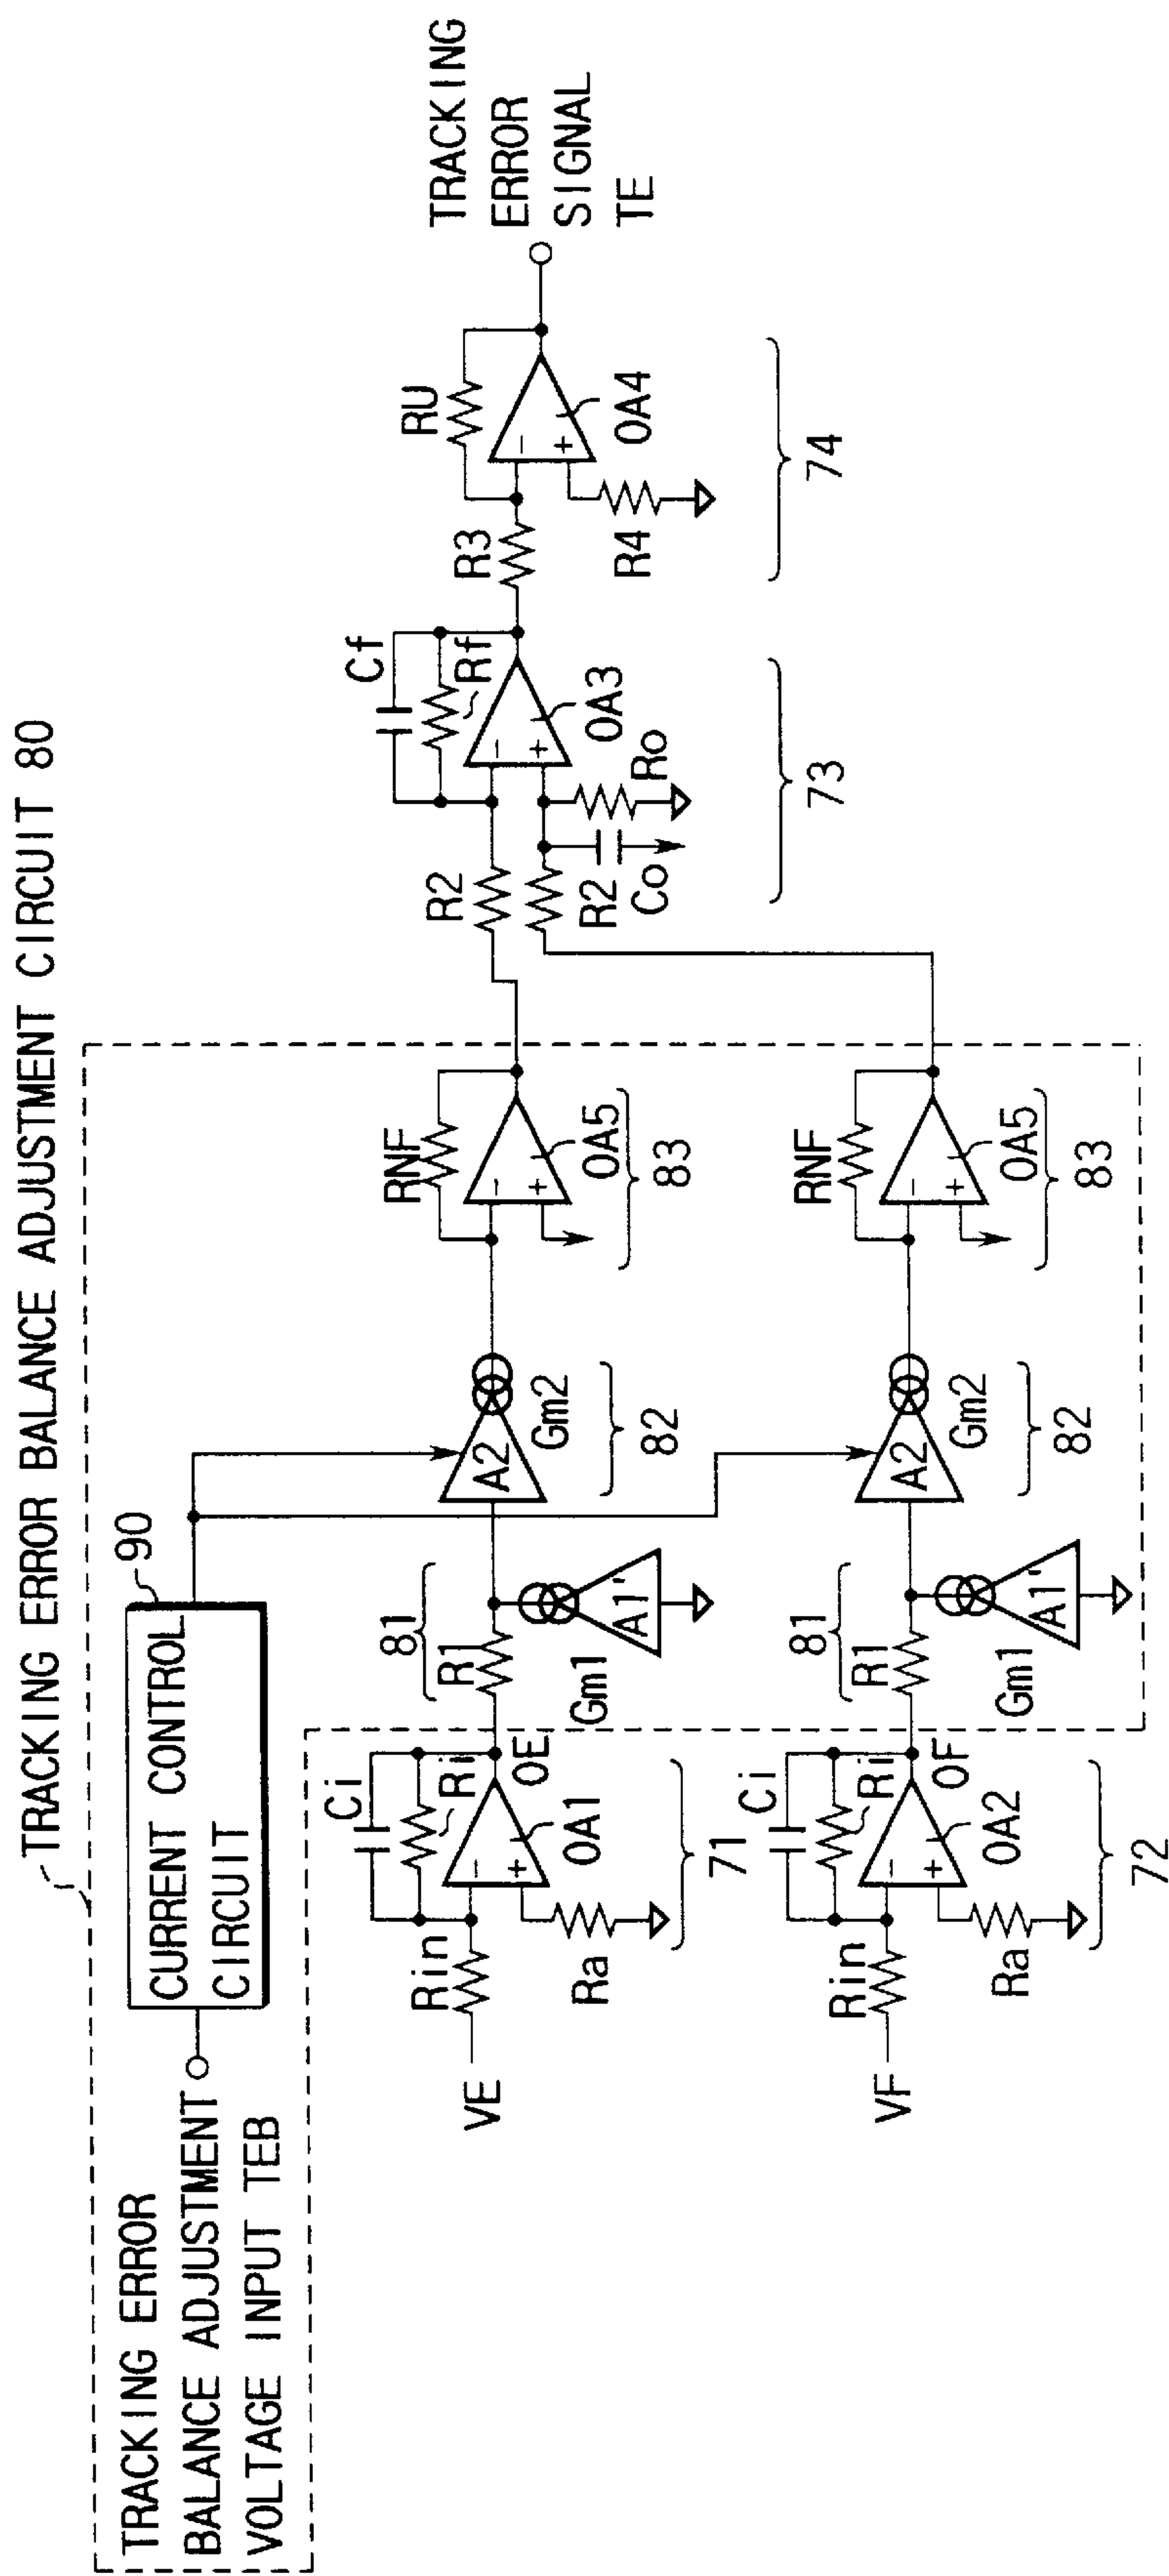 TRACKING ERROR BALANCE ADJUSTMENT CIRCUIT 80
TRACKING ERROR
BALANCE ADJUSTMENT
VOLTAGE INPUT TEB
CURRENT CONTROL
CIRCUIT
90
VE
Rin
Ci
Ri
-
+
OA1
OE
Ra
71
81
R1
Gm1
A1'
A2
Gm2
82
RNF
-
+
OA5
83
R2
Cf
Rf
-
+
OA3
R2
Co
Ro
73
R3
RU
-
+
OA4
R4
74
TRACKING
ERROR
SIGNAL
TE
VF
Rin
Ci
Ri
-
+
OA2
OF
Ra
72
81
R1
Gm1
A1'
A2
Gm2
82
RNF
-
+
OA5
83